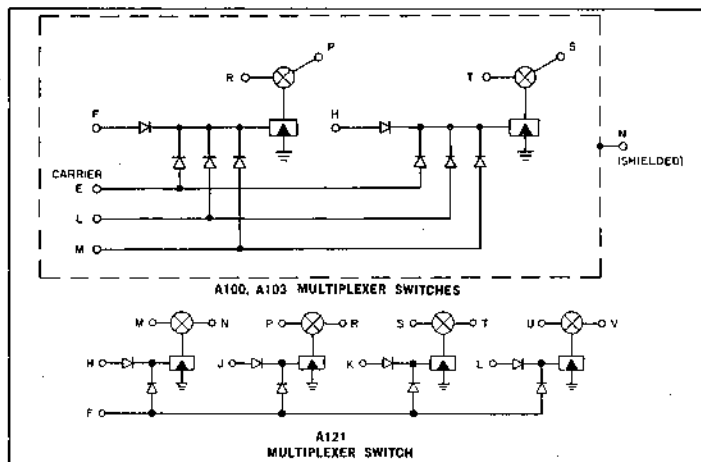 P
S
R
T
F
H
N
(SHIELDED)
CARRIER
E
L
M
A100, A103 MULTIPLEXER SWITCHES
M N P R S T U V
H J K L
F
A121
MULTIPLEXER SWITCH